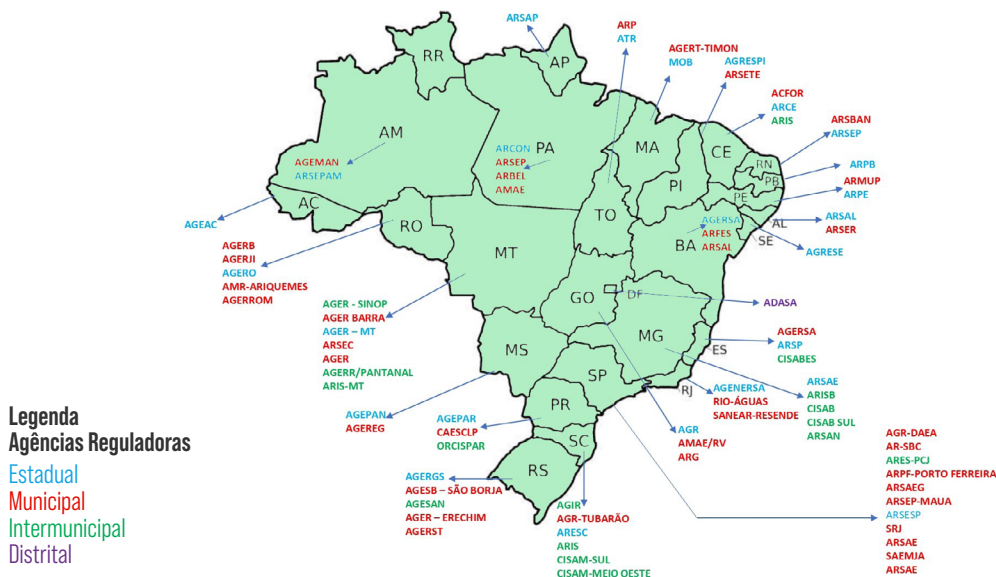 ARSAP
ARP
ATR
AGERT-TIMON
MOB
AGRESPI
ARSETE
ACFOR
ARCE
ARIS
ARSBAN
ARSEP
ARPB
ARMUP
ARPE
ARSAL
ARSER
AGRESE
RR
AP
AM
PA
MA
CE
RN
PB
PE
AL
SE
PI
AC
RO
TO
BA
MT
GO
DF
MG
ES
MS
SP
RJ
PR
SC
RS
AGEMAN
ARSEPAM
ARCON
ARSEP
ARBEL
AMAE
AGERSA
ARFES
ARSAL
AGEAC
AGERB
AGERJI
AGERO
AMR-ARIQUEMES
AGERROM
AGER - SINOP
AGER BARRA
AGER – MT
ARSEC
AGER
AGERR/PANTANAL
ARIS-MT
ADASA
AGERSA
ARSP
CISABES
AGENERSA
RIO-ÁGUAS
SANEAR-RESENDE
ARSAE
ARISB
CISAB
CISAB SUL
ARSAN
AGEPAN
AGEREG
AGEPAR
CAESCLP
ORCISPAR
AGR
AMAE/RV
ARG
AGERGS
AGESB – SÃO BORJA
AGESAN
AGER – ERECHIM
AGERST
AGIR
AGR-TUBARÃO
ARESC
ARIS
CISAM-SUL
CISAM-MEIO OESTE
AGR-DAEA
AR-SBC
ARES-PCJ
ARPF-PORTO FERREIRA
ARSAEG
ARSEP-MAUA
ARSESP
SRJ
ARSAE
SAEMJA
ARSAE
Legenda
Agências Reguladoras
Estadual
Municipal
Intermunicipal
Distrital